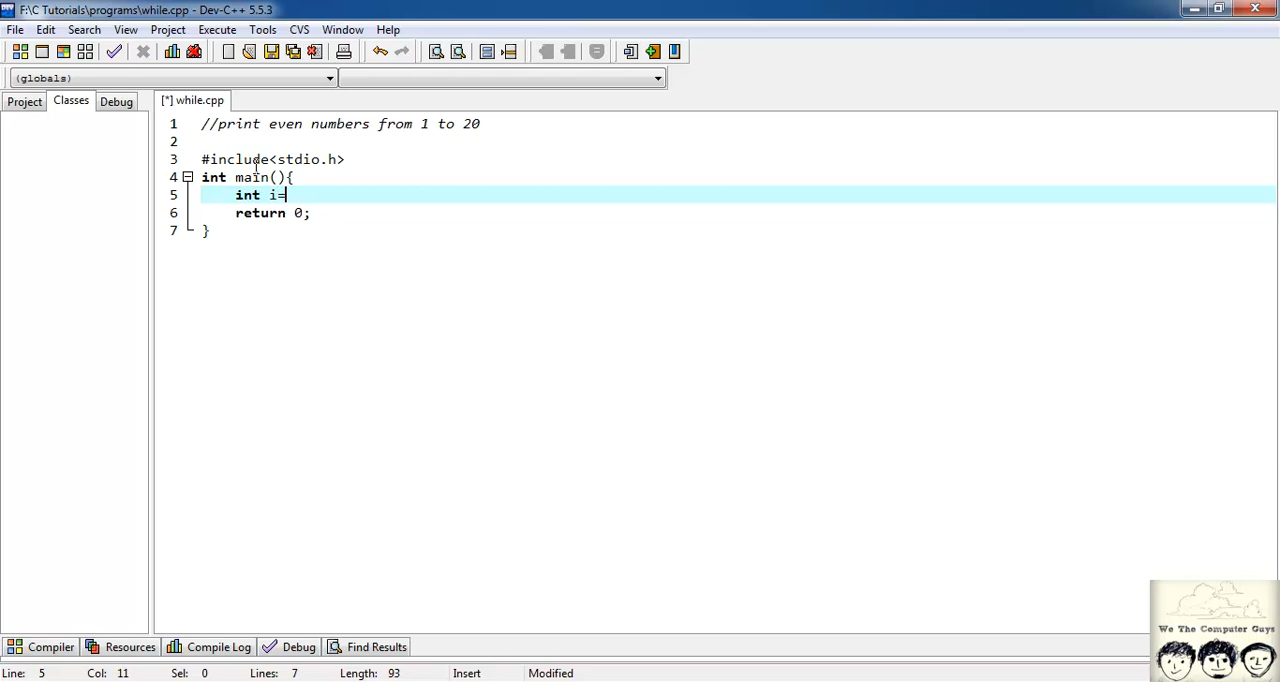 F:\C Tutorials\programs\while.cpp - Dev-C++ 5.5.3
File Edit Search View Project Execute Tools CVS Window Help
(globals)
Project Classes Debug [*] while.cpp
1 //print even numbers from 1 to 20
2
3 #include<stdio.h>
4 int main(){
5 int i=
6 return 0;
7 }
We The Computer Guys
Compiler Resources Compile Log Debug Find Results
Line: 5 Col: 11 Sel: 0 Lines: 7 Length: 93 Insert Modified